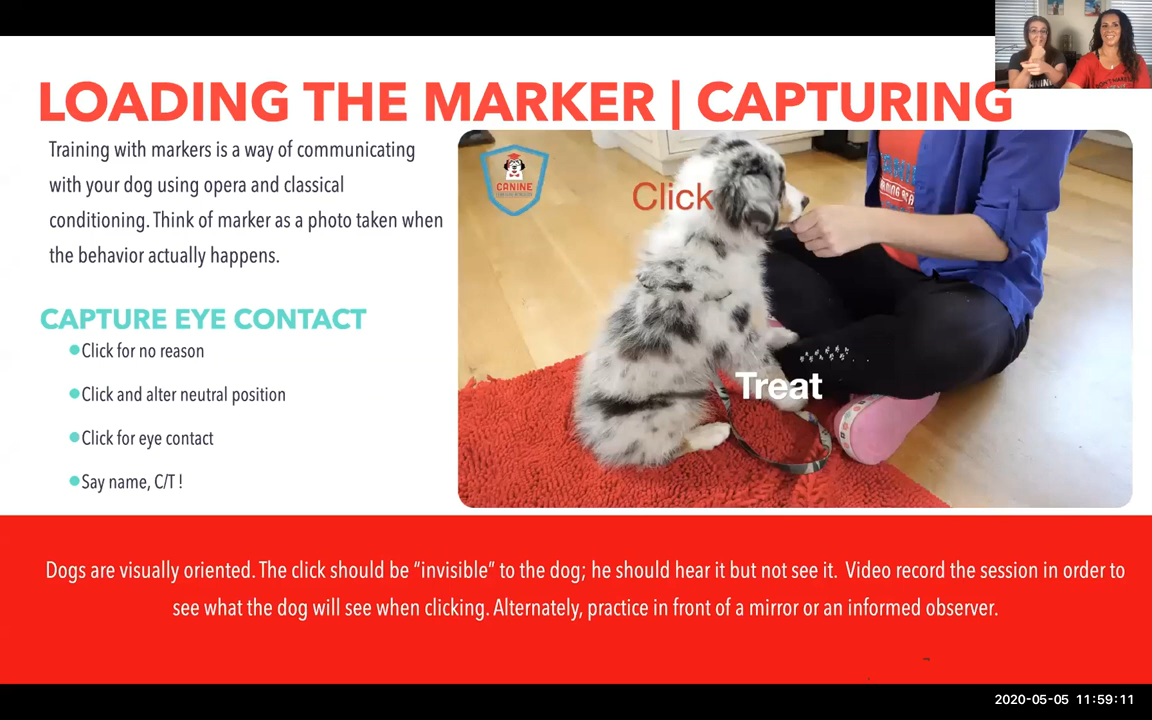 LOADING THE MARKER | CAPTURING
Training with markers is a way of communicating
with your dog using opera and classical
conditioning. Think of marker as a photo taken when
the behavior actually happens.
CAPTURE EYE CONTACT
Click for no reason
Click and alter neutral position
Click for eye contact
Say name, C/T !
CANINE
Click
Treat
Dogs are visually oriented. The click should be “invisible” to the dog; he should hear it but not see it. Video record the session in order to
see what the dog will see when clicking. Alternately, practice in front of a mirror or an informed observer.
2020-05-05 11:59:11